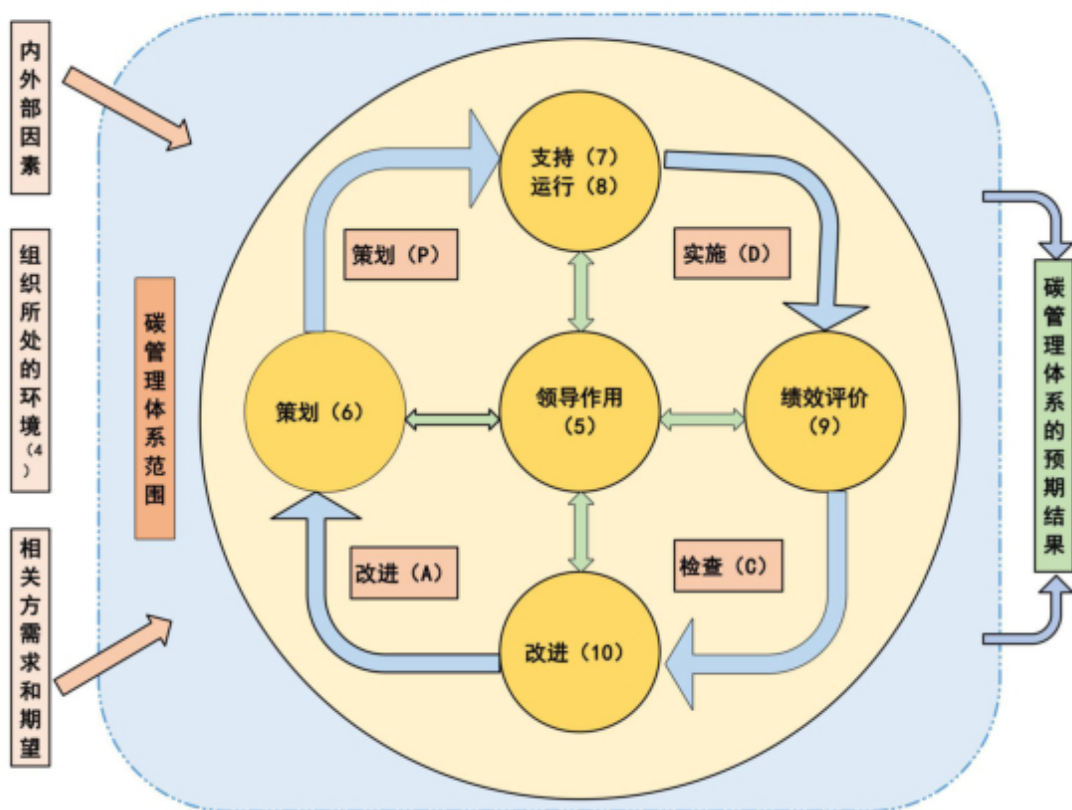 内外部因素
组织所处的环境（4）
相关方需求和期望
碳管理体系范围
支持（7）
运行（8）
策划（P）
实施（D）
策划（6）
领导作用
（5）
绩效评价
（9）
改进（A）
检查（C）
改进（10）
碳管理体系的预期结果